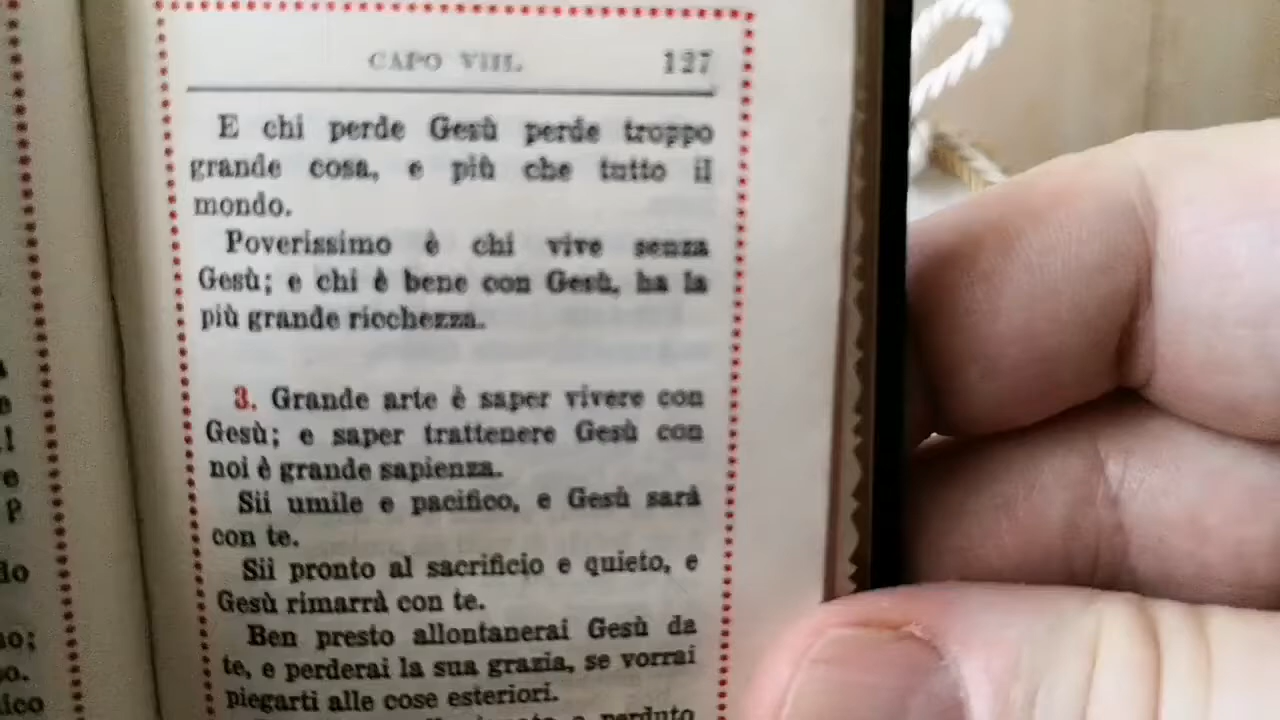 CAPO VIII. 127
E chi perde Gesù perde troppo
grande cosa, e più che tutto il
mondo.
Poverissimo è chi vive senza
Gesù; e chi è bene con Gesù, ha la
più grande ricchezza.
3. Grande arte è saper vivere con
Gesù; e saper trattenere Gesù con
noi è grande sapienza.
Sii umile e pacifico, e Gesù sarà
con te.
Sii pronto al sacrificio e quieto, e
Gesù rimarrà con te.
Ben presto allontanerai Gesù da
te, e perderai la sua grazia, se vorrai
piegarti alle cose esteriori.
e perduto